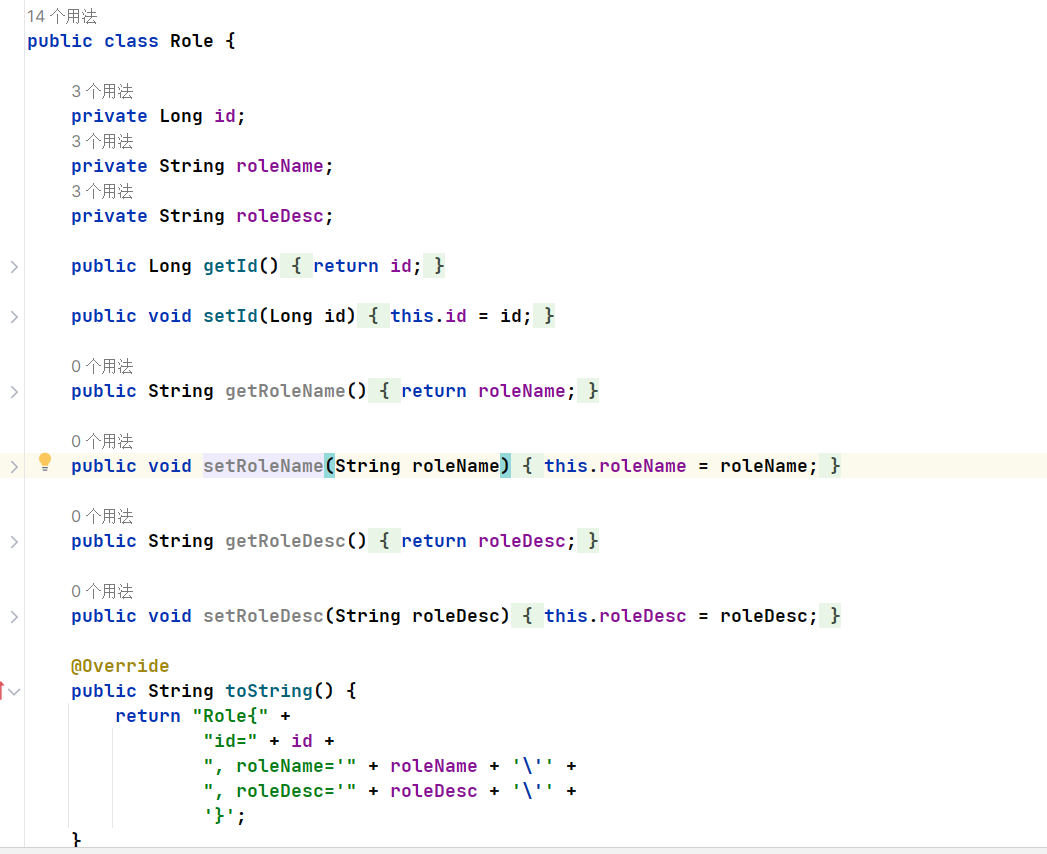 14 个用法
public class Role {
3 个用法
private Long id;
3 个用法
private String roleName;
3 个用法
private String roleDesc;
public Long getId() { return id; }
public void setId(Long id) { this.id = id; }
0 个用法
public String getRoleName() { return roleName; }
0 个用法
public void setRoleName(String roleName) { this.roleName = roleName; }
0 个用法
public String getRoleDesc() { return roleDesc; }
0 个用法
public void setRoleDesc(String roleDesc) { this.roleDesc = roleDesc; }
@Override
public String toString() {
return "Role{" +
"id=" + id +
", roleName='" + roleName + '\'' +
", roleDesc='" + roleDesc + '\'' +
'}';
}